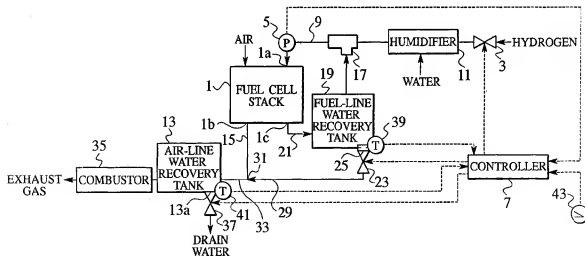 5
9
AIR
1a
P
HUMIDIFIER
HYDROGEN
3
11
17
WATER
1
FUEL CELL
STACK
19
FUEL-LINE
WATER
RECOVERY
TANK
39
T
13
1b
15
1c
21
31
25
23
35
AIR-LINE
WATER
RECOVERY
TANK
COMBUSTOR
EXHAUST
GAS
CONTROLLER
7
T
41
13a
37
33
29
43
DRAIN
WATER